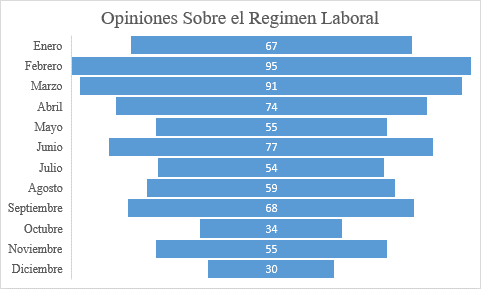 Opiniones Sobre el Regimen Laboral
Enero 67
Febrero 95
Marzo 91
Abril 74
Mayo 55
Junio 77
Julio 54
Agosto 59
Septiembre 68
Octubre 34
Noviembre 55
Diciembre 30